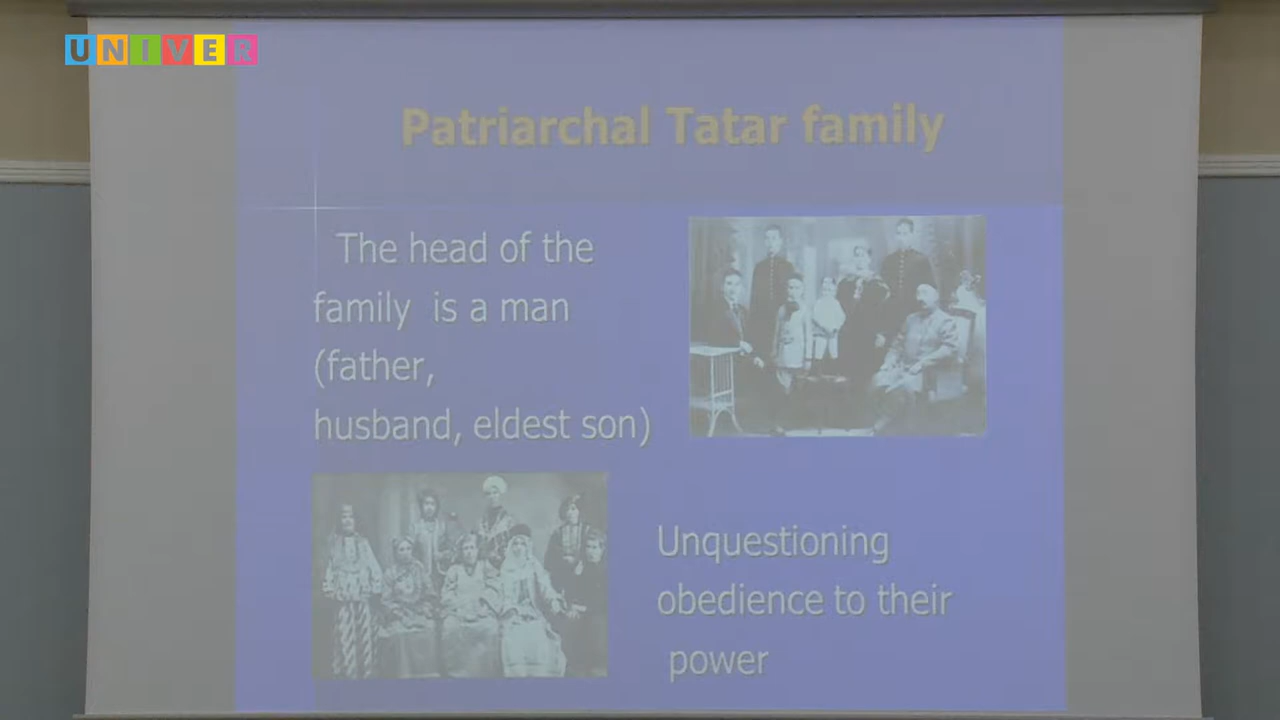 UNIVER
Patriarchal Tatar family
The head of the
family is a man
(father,
husband, eldest son)
Unquestioning
obedience to their
power